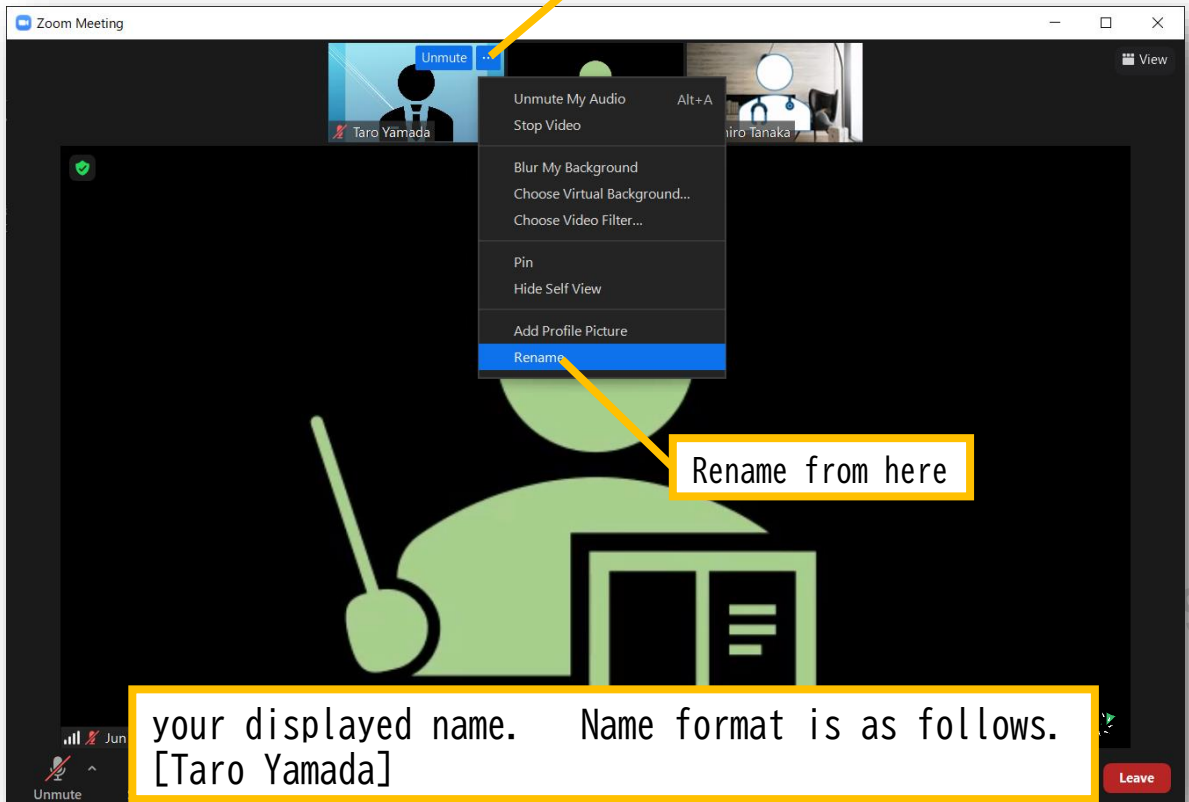 Zoom Meeting
Unmute ...
View
Taro Yamada
Tanaka
Unmute My Audio Alt+A
Stop Video
Blur My Background
Choose Virtual Background...
Choose Video Filter...
Pin
Hide Self View
Add Profile Picture
Rename
Rename from here
your displayed name. Name format is as follows.
[Taro Yamada]
Jun
Unmute
Leave